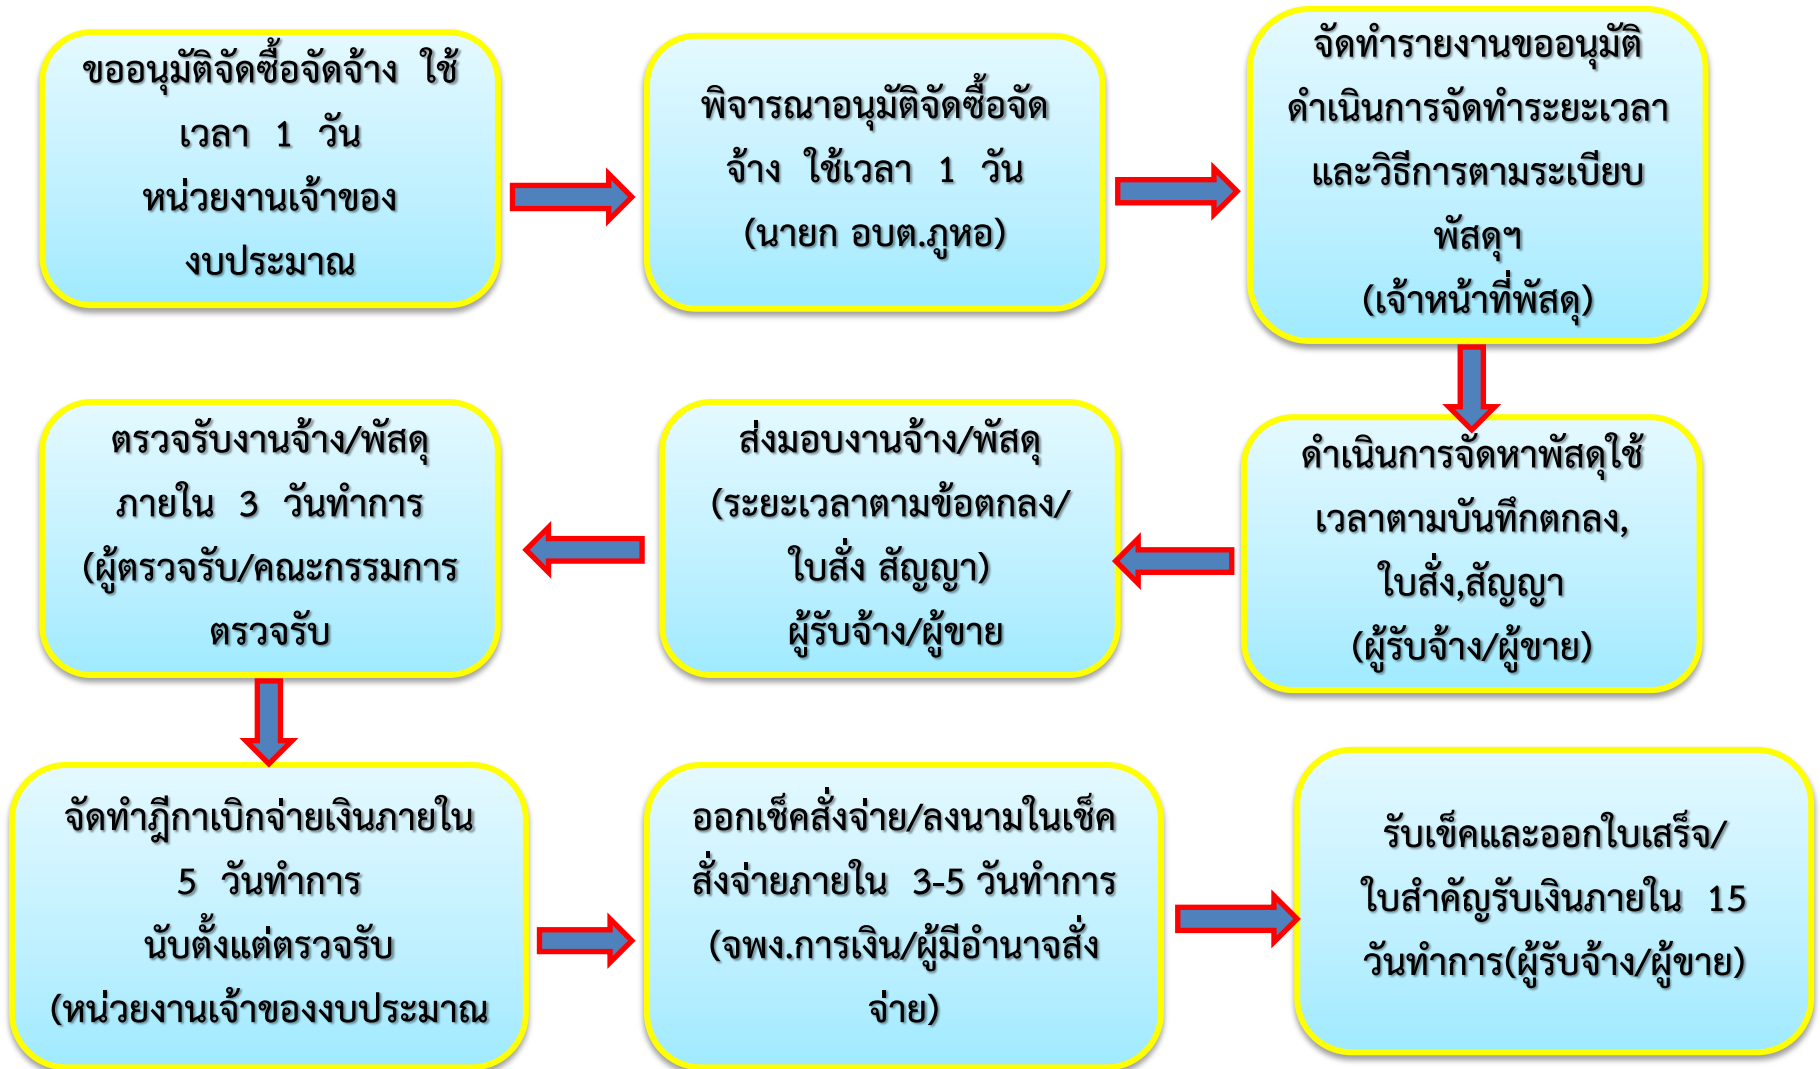 ขออนุมัติจัดซื้อจัดจ้าง ใช้
เวลา 1 วัน
หน่วยงานเจ้าของ
งบประมาณ
พิจารณาอนุมัติจัดซื้อจัด
จ้าง ใช้เวลา 1 วัน
(นายก อบต.ภูหอ)
จัดทำรายงานขออนุมัติ
ดำเนินการจัดทำระยะเวลา
และวิธีการตามระเบียบ
พัสดุฯ
(เจ้าหน้าที่พัสดุ)
ดำเนินการจัดหาพัสดุใช้
เวลาตามบันทึกตกลง,
ใบสั่ง,สัญญา
(ผู้รับจ้าง/ผู้ขาย)
ส่งมอบงานจ้าง/พัสดุ
(ระยะเวลาตามข้อตกลง/
ใบสั่ง สัญญา)
ผู้รับจ้าง/ผู้ขาย
ตรวจรับงานจ้าง/พัสดุ
ภายใน 3 วันทำการ
(ผู้ตรวจรับ/คณะกรรมการ
ตรวจรับ
จัดทำฎีกาเบิกจ่ายเงินภายใน
5 วันทำการ
นับตั้งแต่ตรวจรับ
(หน่วยงานเจ้าของงบประมาณ
ออกเช็คสั่งจ่าย/ลงนามในเช็ค
สั่งจ่ายภายใน 3-5 วันทำการ
(จพง.การเงิน/ผู้มีอำนาจสั่ง
จ่าย)
รับเข็คและออกใบเสร็จ/
ใบสำคัญรับเงินภายใน 15
วันทำการ(ผู้รับจ้าง/ผู้ขาย)